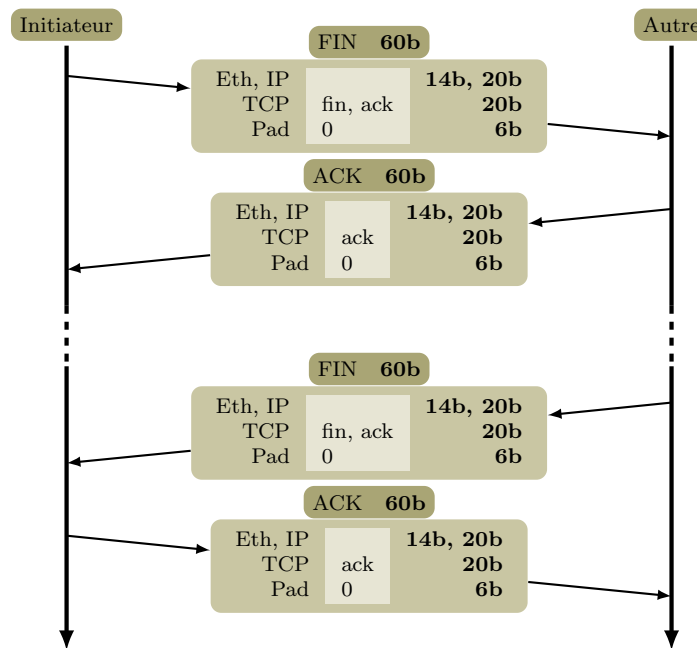 Initiateur Autre
FIN 60b
Eth, IP 14b, 20b
TCP fin, ack 20b
Pad 0 6b
ACK 60b
Eth, IP 14b, 20b
TCP ack 20b
Pad 0 6b
FIN 60b
Eth, IP 14b, 20b
TCP fin, ack 20b
Pad 0 6b
ACK 60b
Eth, IP 14b, 20b
TCP ack 20b
Pad 0 6b